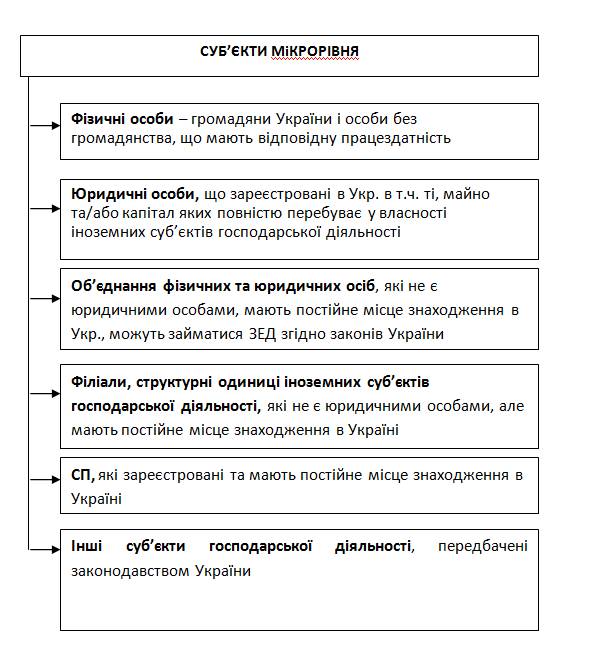 СУБ’ЄКТИ МіКРОРІВНЯ
Фізичні особи – громадяни України і особи без
громадянства, що мають відповідну працездатність
Юридичні особи, що зареєстровані в Укр. в т.ч. ті, майно
та/або капітал яких повністю перебуває у власності
іноземних суб’єктів господарської діяльності
Об’єднання фізичних та юридичних осіб, які не є
юридичними особами, мають постійне місце знаходження в
Укр., можуть займатися ЗЕД згідно законів України
Філіали, структурні одиниці іноземних суб’єктів
господарської діяльності, які не є юридичними особами, але
мають постійне місце знаходження в Україні
СП, які зареєстровані та мають постійне місце знаходження в
Україні
Інші суб’єкти господарської діяльності, передбачені
законодавством України